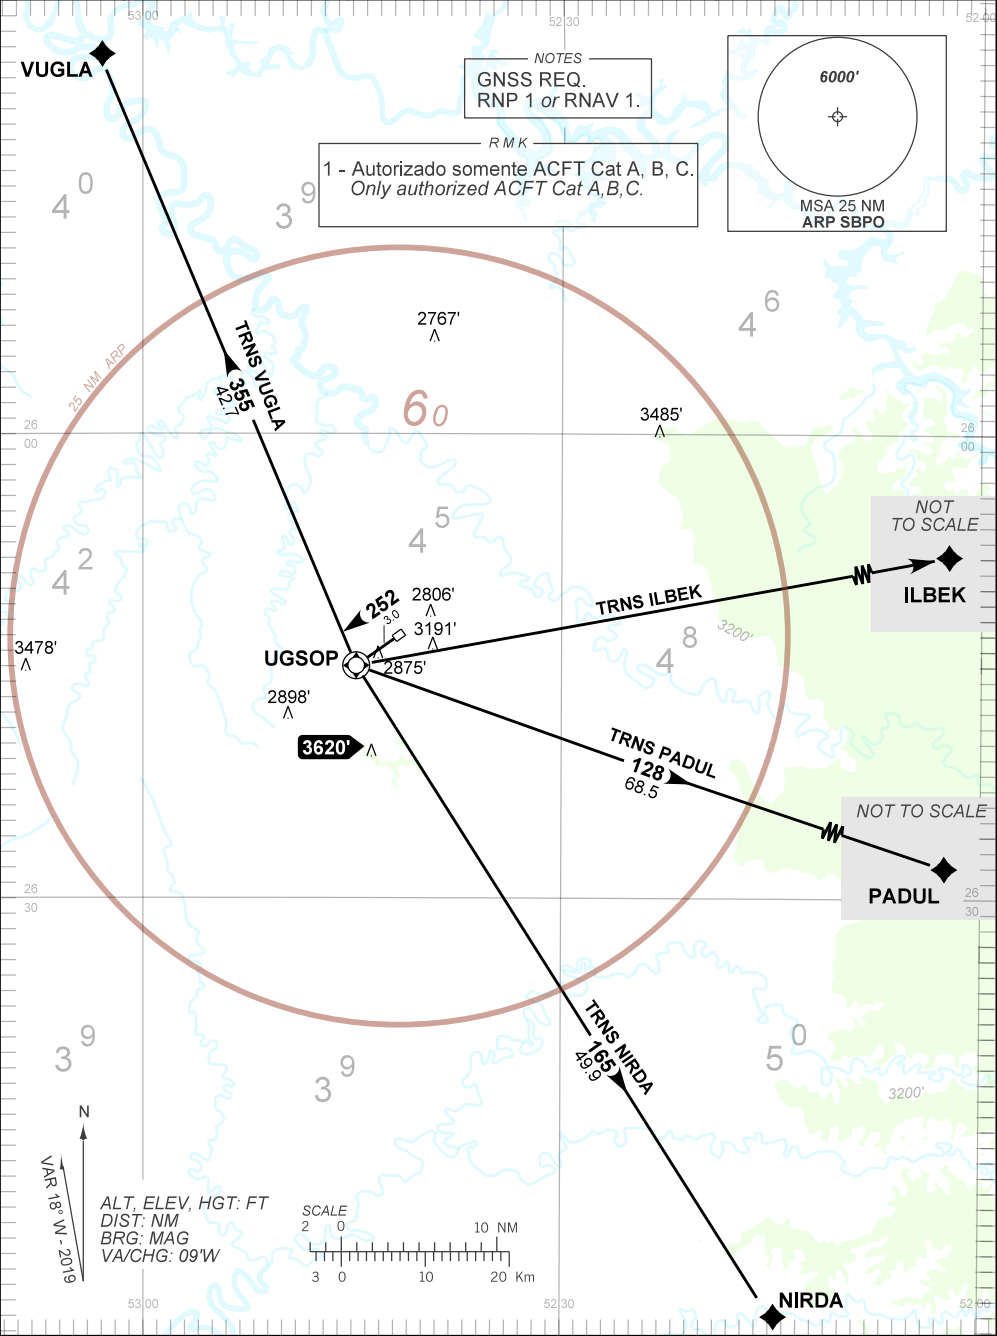 53 00
52 30
52 00
VUGLA
NOTES
GNSS REQ.
RNP 1 or RNAV 1.
6000'
MSA 25 NM
ARP SBPO
RMK
1 - Autorizado somente ACFT Cat A, B, C.
Only authorized ACFT Cat A,B,C.
4 0
3 9
4 6
25 NM ARP
2767'
TRNS VUGLA
355
42.7
6 0
3485'
26
00
26
00
NOT
TO SCALE
4 5
4 2
ILBEK
252
3.0
2806'
TRNS ILBEK
3191'
3200'
4 8
3478'
UGSOP
2875'
2898'
3620'
TRNS PADUL
128
68.5
NOT TO SCALE
PADUL
26
30
26
30
TRNS NIRDA
165
49.9
3 9
3 9
5 0
3200'
N
VAR 18° W - 2019
ALT, ELEV, HGT: FT
DIST: NM
BRG: MAG
VA/CHG: 09'W
SCALE
2 0 10 NM
3 0 10 20 Km
NIRDA
53 00
52 30
52 00